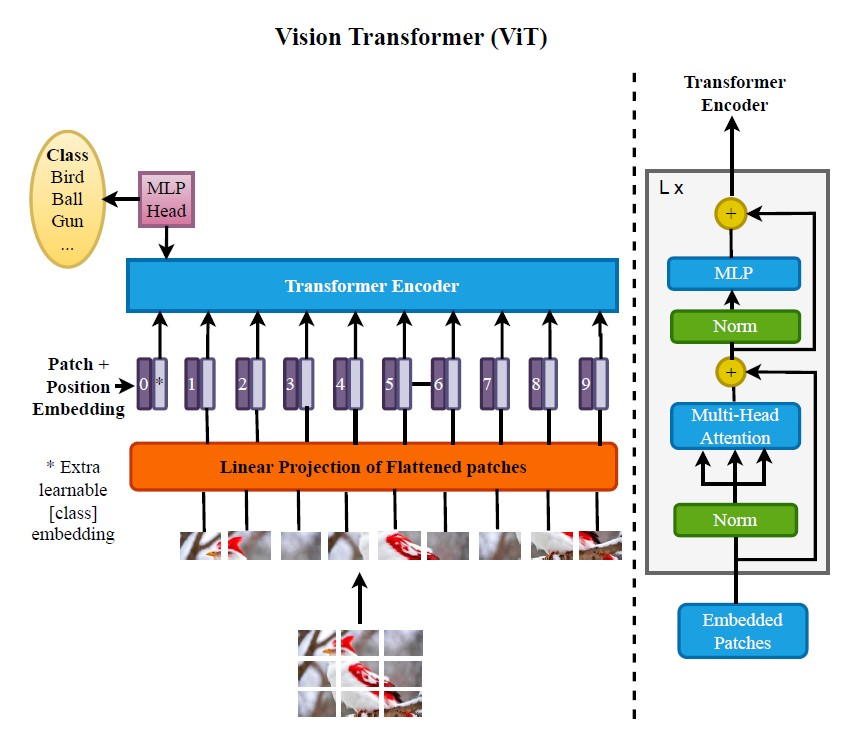 Vision Transformer (ViT)
Class
Bird
Ball
Gun
...
MLP
Head
Transformer Encoder
Patch +
Position
Embedding
0 * 1 2 3 4 5 6 7 8 9
Linear Projection of Flattened patches
* Extra
learnable
[class]
embedding
Transformer
Encoder
L x
+
MLP
Norm
+
Multi-Head
Attention
Norm
Embedded
Patches